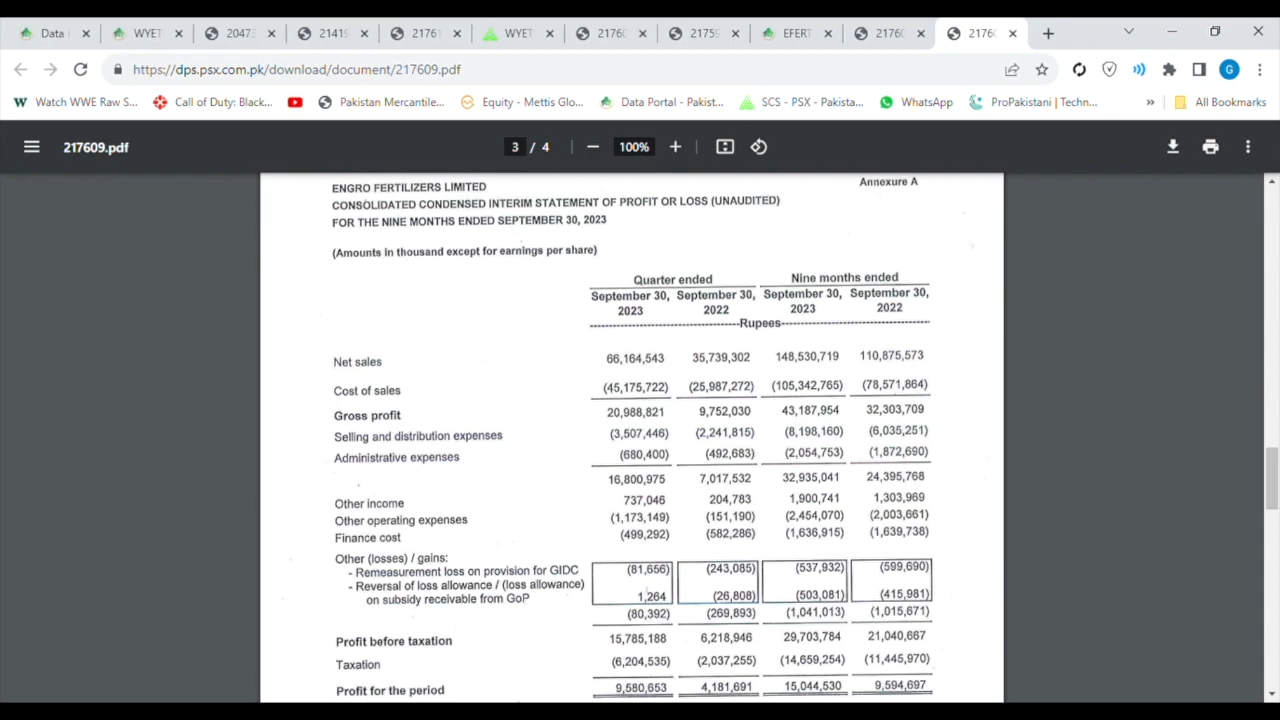 Data
WYET
2047
2141
2176
WYET
2176
2175
EFERT
2176
2176
https://dps.psx.com.pk/download/document/217609.pdf
G
W Watch WWE Raw S...
Call of Duty: Black...
Pakistan Mercantile...
Equity - Mettis Glo...
Data Portal - Pakist...
SCS - PSX - Pakista...
WhatsApp
ProPakistani | Techn...
»
All Bookmarks
217609.pdf
3 / 4
100%
Annexure A
ENGRO FERTILIZERS LIMITED
CONSOLIDATED CONDENSED INTERIM STATEMENT OF PROFIT OR LOSS (UNAUDITED)
FOR THE NINE MONTHS ENDED SEPTEMBER 30, 2023
(Amounts in thousand except for earnings per share)
Quarter ended Nine months ended
September 30, September 30, September 30, September 30,
2023 2022 2023 2022
Rupees
Net sales 66,164,543 35,739,302 148,530,719 110,875,573
Cost of sales (45,175,722) (25,987,272) (105,342,765) (78,571,864)
Gross profit 20,988,821 9,752,030 43,187,954 32,303,709
Selling and distribution expenses (3,507,446) (2,241,815) (8,198,160) (6,035,251)
Administrative expenses (680,400) (492,683) (2,054,753) (1,872,690)
16,800,975 7,017,532 32,935,041 24,395,768
Other income 737,046 204,783 1,900,741 1,303,969
Other operating expenses (1,173,149) (151,190) (2,454,070) (2,003,661)
Finance cost (499,292) (582,286) (1,636,915) (1,639,738)
Other (losses) / gains:
- Remeasurement loss on provision for GIDC (81,656) (243,085) (537,932) (599,690)
- Reversal of loss allowance / (loss allowance)
on subsidy receivable from GoP 1,264 (26,808) (503,081) (415,981)
(80,392) (269,893) (1,041,013) (1,015,671)
Profit before taxation 15,785,188 6,218,946 29,703,784 21,040,667
Taxation (6,204,535) (2,037,255) (14,659,254) (11,445,970)
Profit for the period 9,580,653 4,181,691 15,044,530 9,594,697